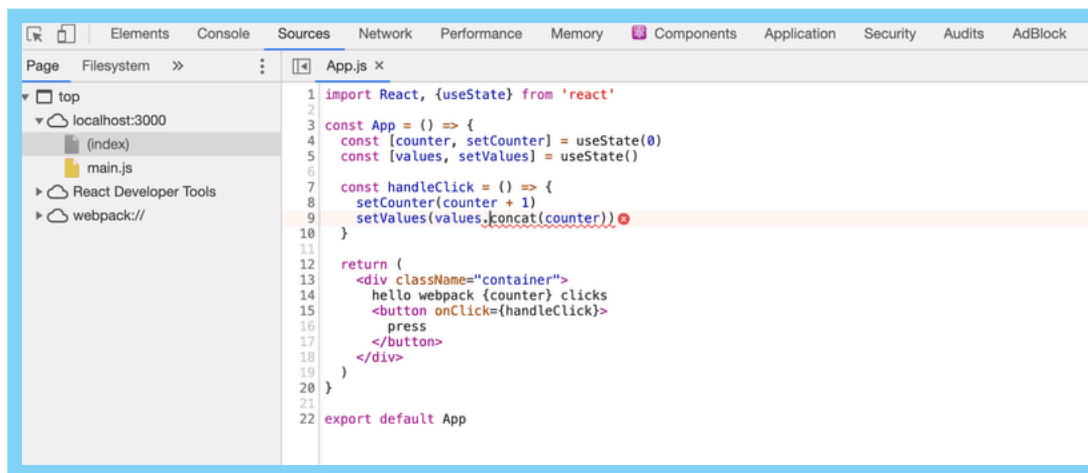 Elements Console Sources Network Performance Memory Components Application Security Audits AdBlock
Page Filesystem »
App.js ×
top
localhost:3000
(index)
main.js
React Developer Tools
webpack://
1 import React, {useState} from 'react'
2
3 const App = () => {
4 const [counter, setCounter] = useState(0)
5 const [values, setValues] = useState()
6
7 const handleClick = () => {
8 setCounter(counter + 1)
9 setValues(values.concat(counter))
10 }
11
12 return (
13 <div className="container">
14 hello webpack {counter} clicks
15 <button onClick={handleClick}>
16 press
17 </button>
18 </div>
19 )
20 }
21
22 export default App